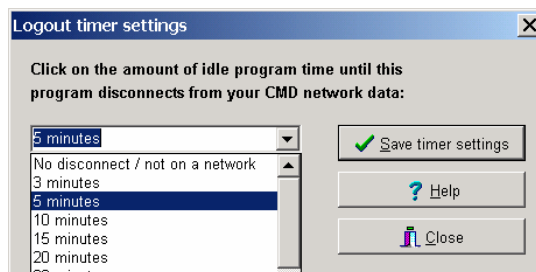 Logout timer settings
Click on the amount of idle program time until this
program disconnects from your CMD network data:
5 minutes
Save timer settings
No disconnect / not on a network
3 minutes
5 minutes
Help
10 minutes
15 minutes
Close
20 minutes